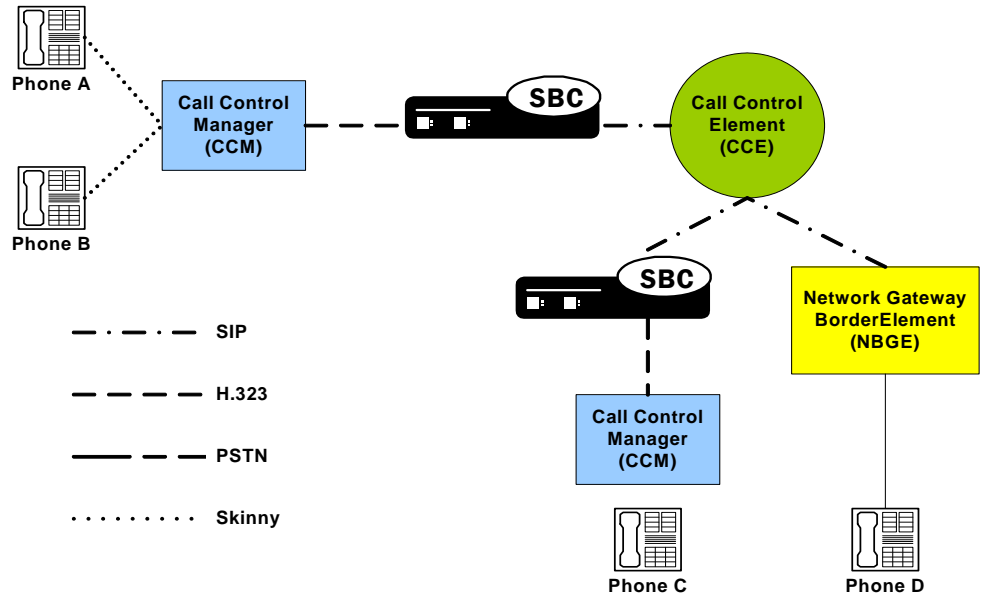 Phone A
Call Control
Manager
(CCM)
SBC
Call Control
Element
(CCE)
Phone B
SBC
Network Gateway
BorderElement
(NBGE)
SIP
H.323
Call Control
Manager
(CCM)
PSTN
Skinny
Phone C
Phone D